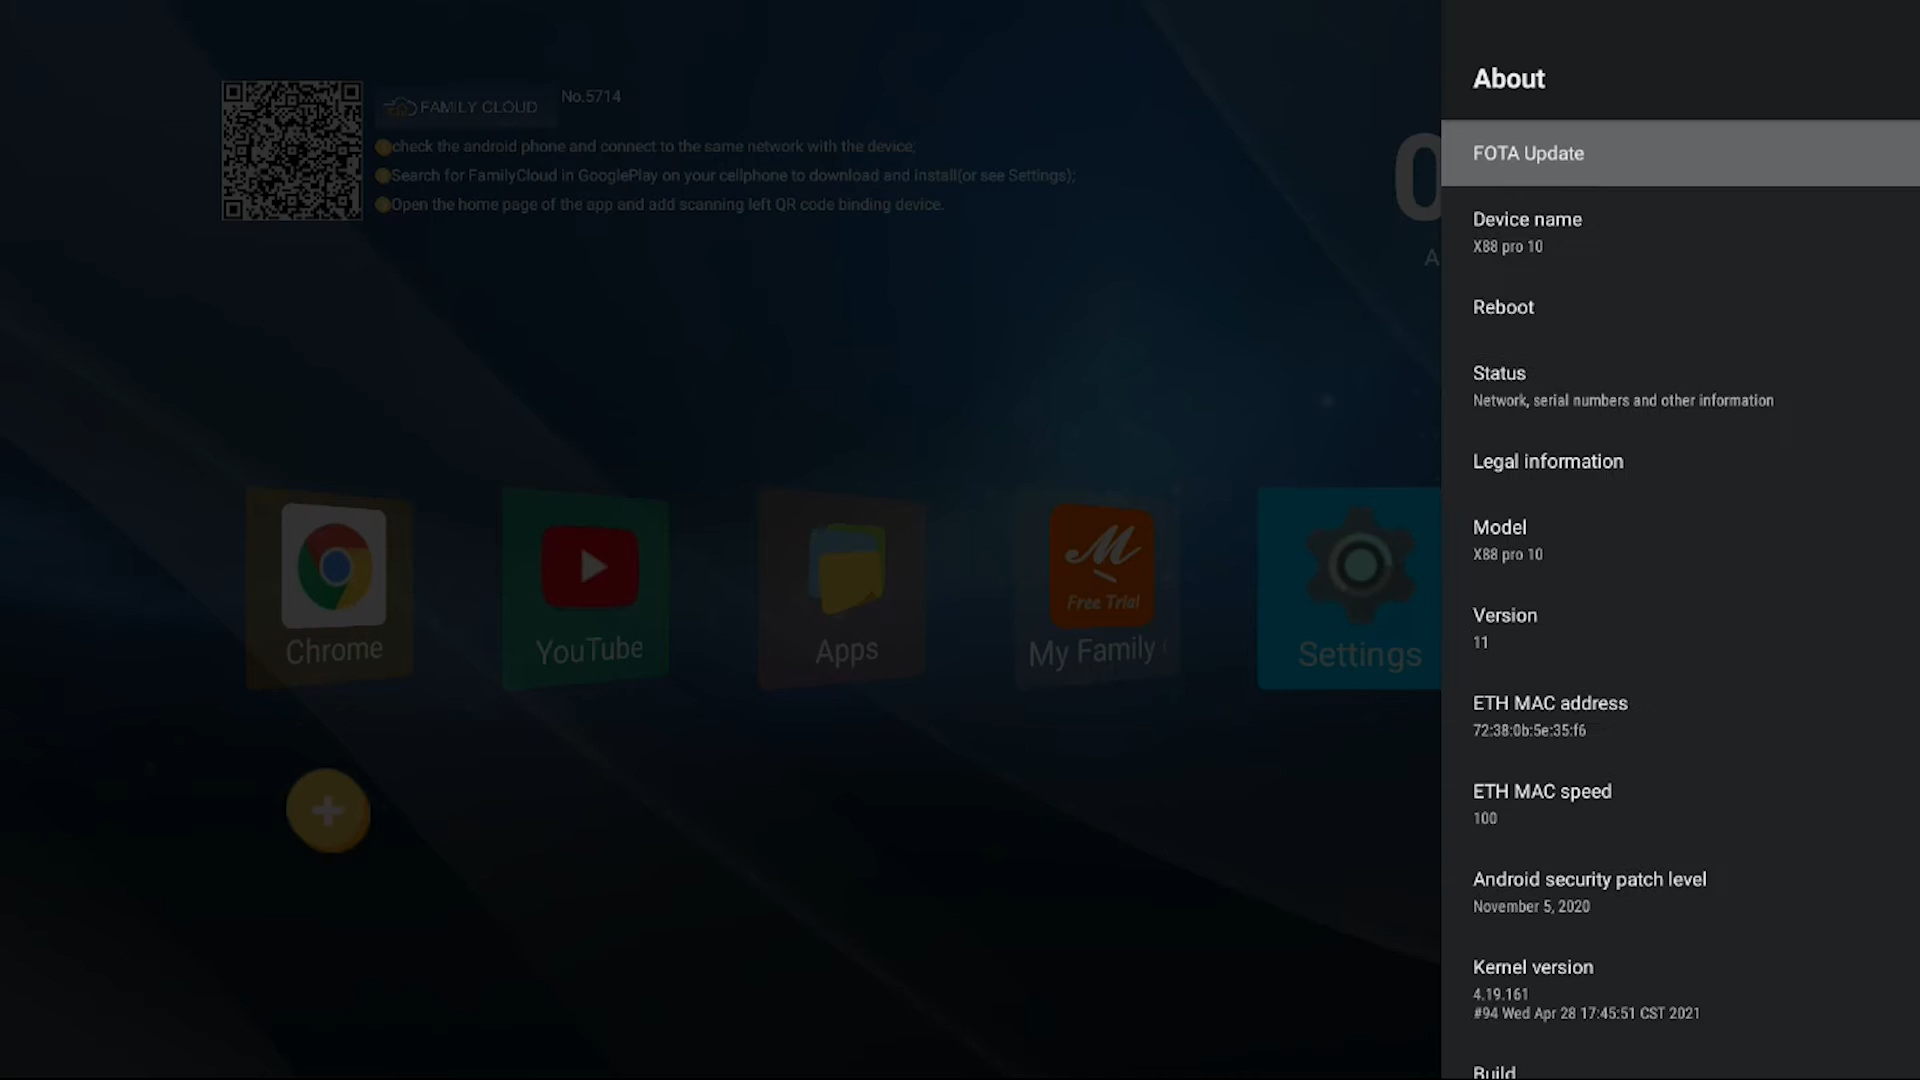 FAMILY CLOUD
No.5714
check the android phone and connect to the same network with the device;
Search for FamilyCloud in GooglePlay on your cellphone to download and install(or see Settings);
Open the home page of the app and add scanning left QR code binding device.
0
A
Chrome
YouTube
Apps
Free Trial
My Family
Settings
About
FOTA Update
Device name
X88 pro 10
Reboot
Status
Network, serial numbers and other information
Legal information
Model
X88 pro 10
Version
11
ETH MAC address
72:38:0b:5e:35:f6
ETH MAC speed
100
Android security patch level
November 5, 2020
Kernel version
4.19.161
#94 Wed Apr 28 17:45:51 CST 2021
Build